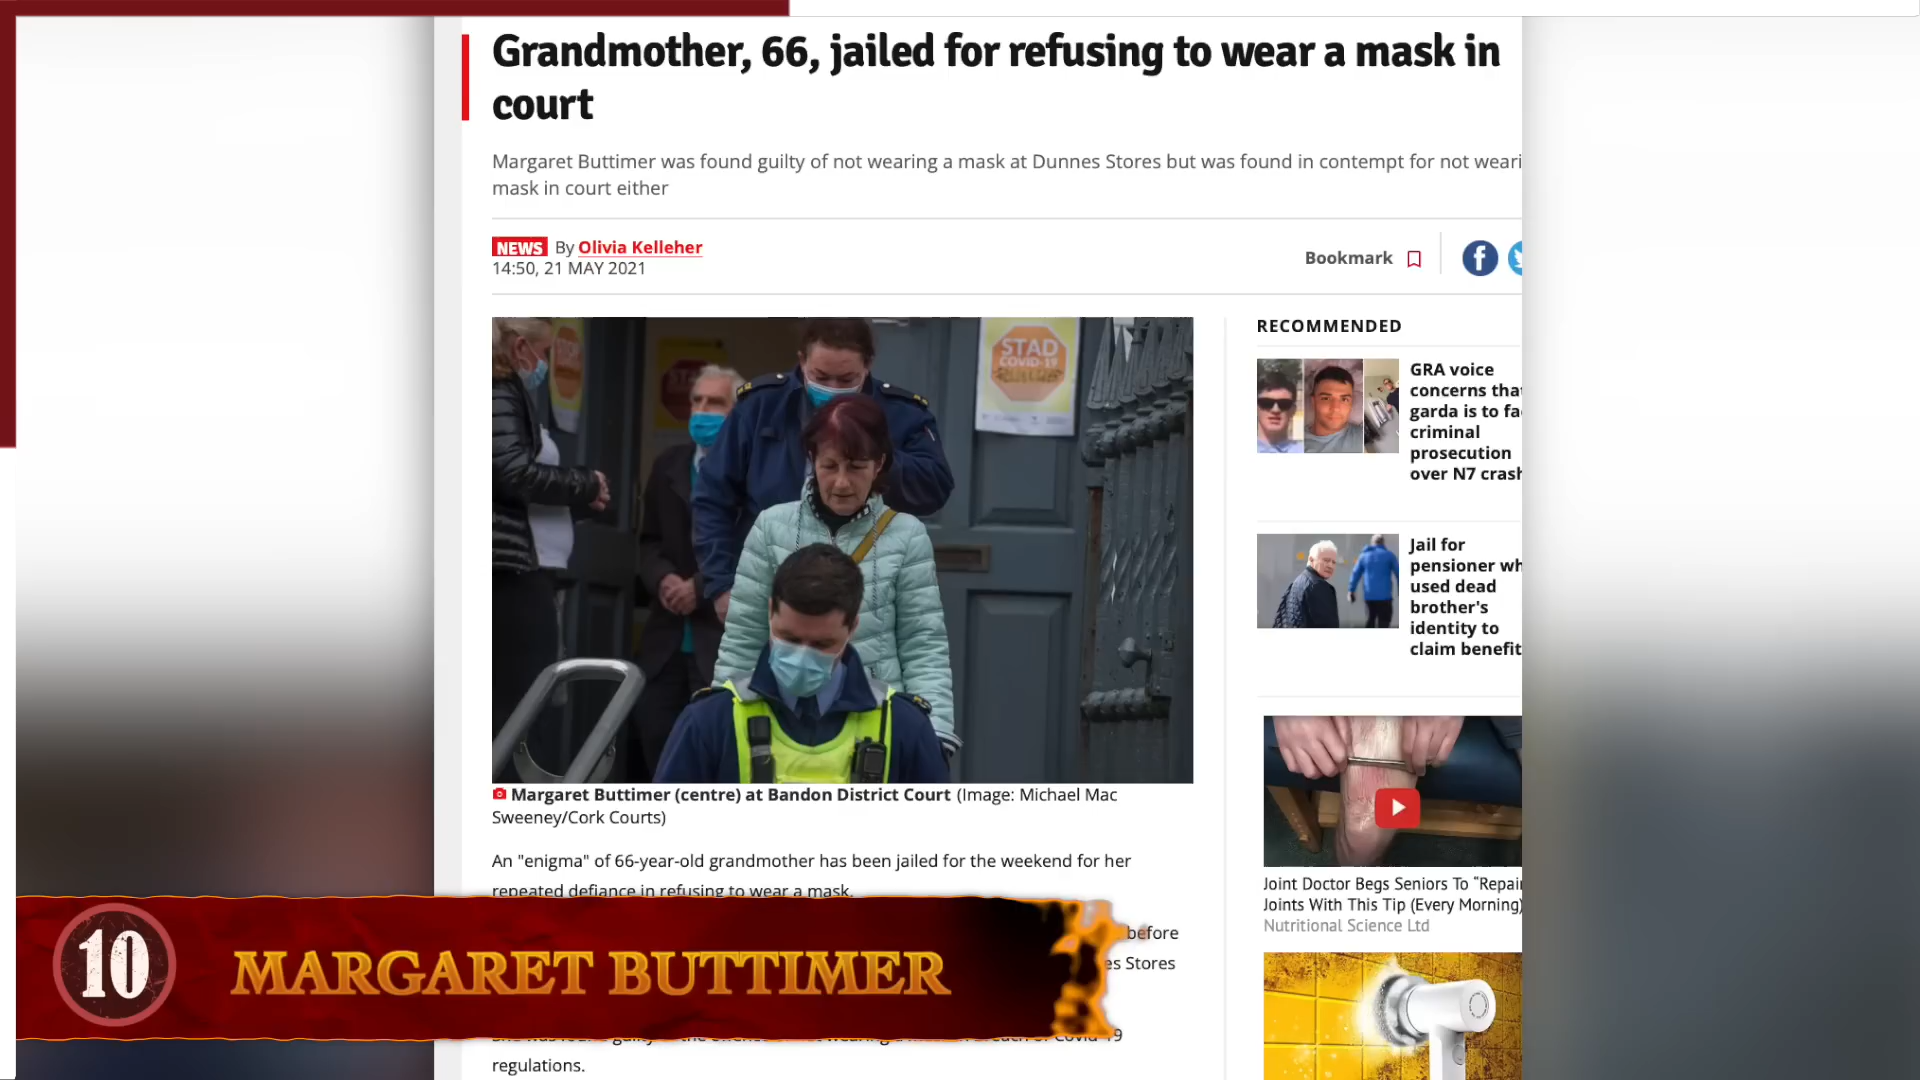 Grandmother, 66, jailed for refusing to wear a mask in
court
Margaret Buttimer was found guilty of not wearing a mask at Dunnes Stores but was found in contempt for not weari
mask in court either
NEWS By Olivia Kelleher
14:50, 21 MAY 2021
Bookmark
f
STAD
COVID-19
RECOMMENDED
GRA voice
concerns that
garda is to fa
criminal
prosecution
over N7 crash
Jail for
pensioner wh
used dead
brother's
identity to
claim benefit
Margaret Buttimer (centre) at Bandon District Court (Image: Michael Mac
Sweeney/Cork Courts)
An "enigma" of 66-year-old grandmother has been jailed for the weekend for her
repeated defiance in refusing to wear a mask.
before
es Stores
regulations.
Joint Doctor Begs Seniors To “Repai
Joints With This Tip (Every Morning)
Nutritional Science Ltd
10 MARGARET BUTTIMER